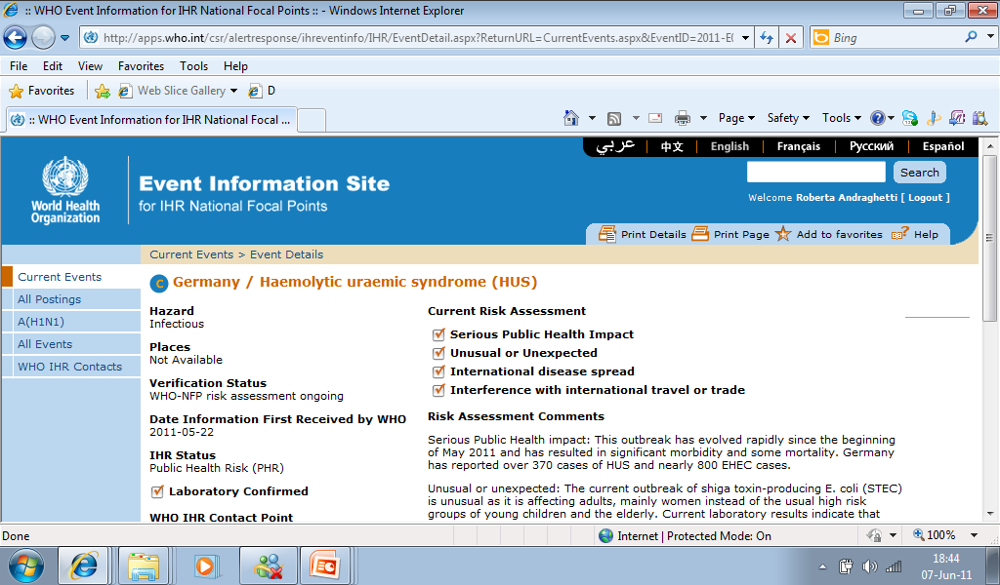 :: WHO Event Information for IHR National Focal Points :: - Windows Internet Explorer
http://apps.who.int/csr/alertresponse/ihreventinfo/IHR/EventDetail.aspx?ReturnURL=CurrentEvents.aspx&EventID=2011-E0
Bing
File Edit View Favorites Tools Help
Favorites Web Slice Gallery D
:: WHO Event Information for IHR National Focal ...
Page Safety Tools
عربي 中文 English Français Русский Español
World Health
Organization
Event Information Site
for IHR National Focal Points
Search
Welcome Roberta Andraghetti [ Logout ]
Print Details Print Page Add to favorites Help
Current Events > Event Details
Current Events
All Postings
A(H1N1)
All Events
WHO IHR Contacts
C Germany / Haemolytic uraemic syndrome (HUS)
Hazard
Infectious
Places
Not Available
Verification Status
WHO-NFP risk assessment ongoing
Date Information First Received by WHO
2011-05-22
IHR Status
Public Health Risk (PHR)
Laboratory Confirmed
WHO IHR Contact Point
Current Risk Assessment
Serious Public Health Impact
Unusual or Unexpected
International disease spread
Interference with international travel or trade
Risk Assessment Comments
Serious Public Health impact: This outbreak has evolved rapidly since the beginning
of May 2011 and has resulted in significant morbidity and some mortality. Germany
has reported over 370 cases of HUS and nearly 800 EHEC cases.
Unusual or unexpected: The current outbreak of shiga toxin-producing E. coli (STEC)
is unusual as it is affecting adults, mainly women instead of the usual high risk
groups of young children and the elderly. Current laboratory results indicate that
Done
Internet | Protected Mode: On
100%
18:44
07-Jun-11